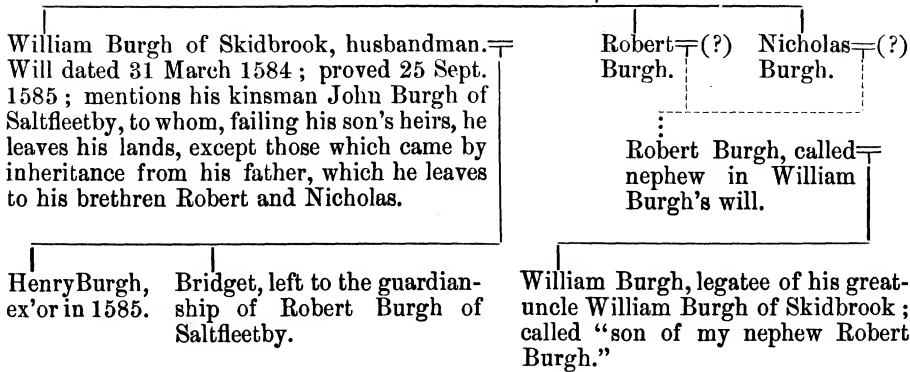 William Burgh of Skidbrook, husbandman.
Will dated 31 March 1584 ; proved 25 Sept.
1585 ; mentions his kinsman John Burgh of
Saltfleetby, to whom, failing his son's heirs, he
leaves his lands, except those which came by
inheritance from his father, which he leaves
to his brethren Robert and Nicholas.
Robert (?)
Burgh.
Nicholas (?)
Burgh.
Robert Burgh, called
nephew in William
Burgh's will.
Henry Burgh,
ex'or in 1585.
Bridget, left to the guardian-
ship of Robert Burgh of
Saltfleetby.
William Burgh, legatee of his great-
uncle William Burgh of Skidbrook ;
called "son of my nephew Robert
Burgh."